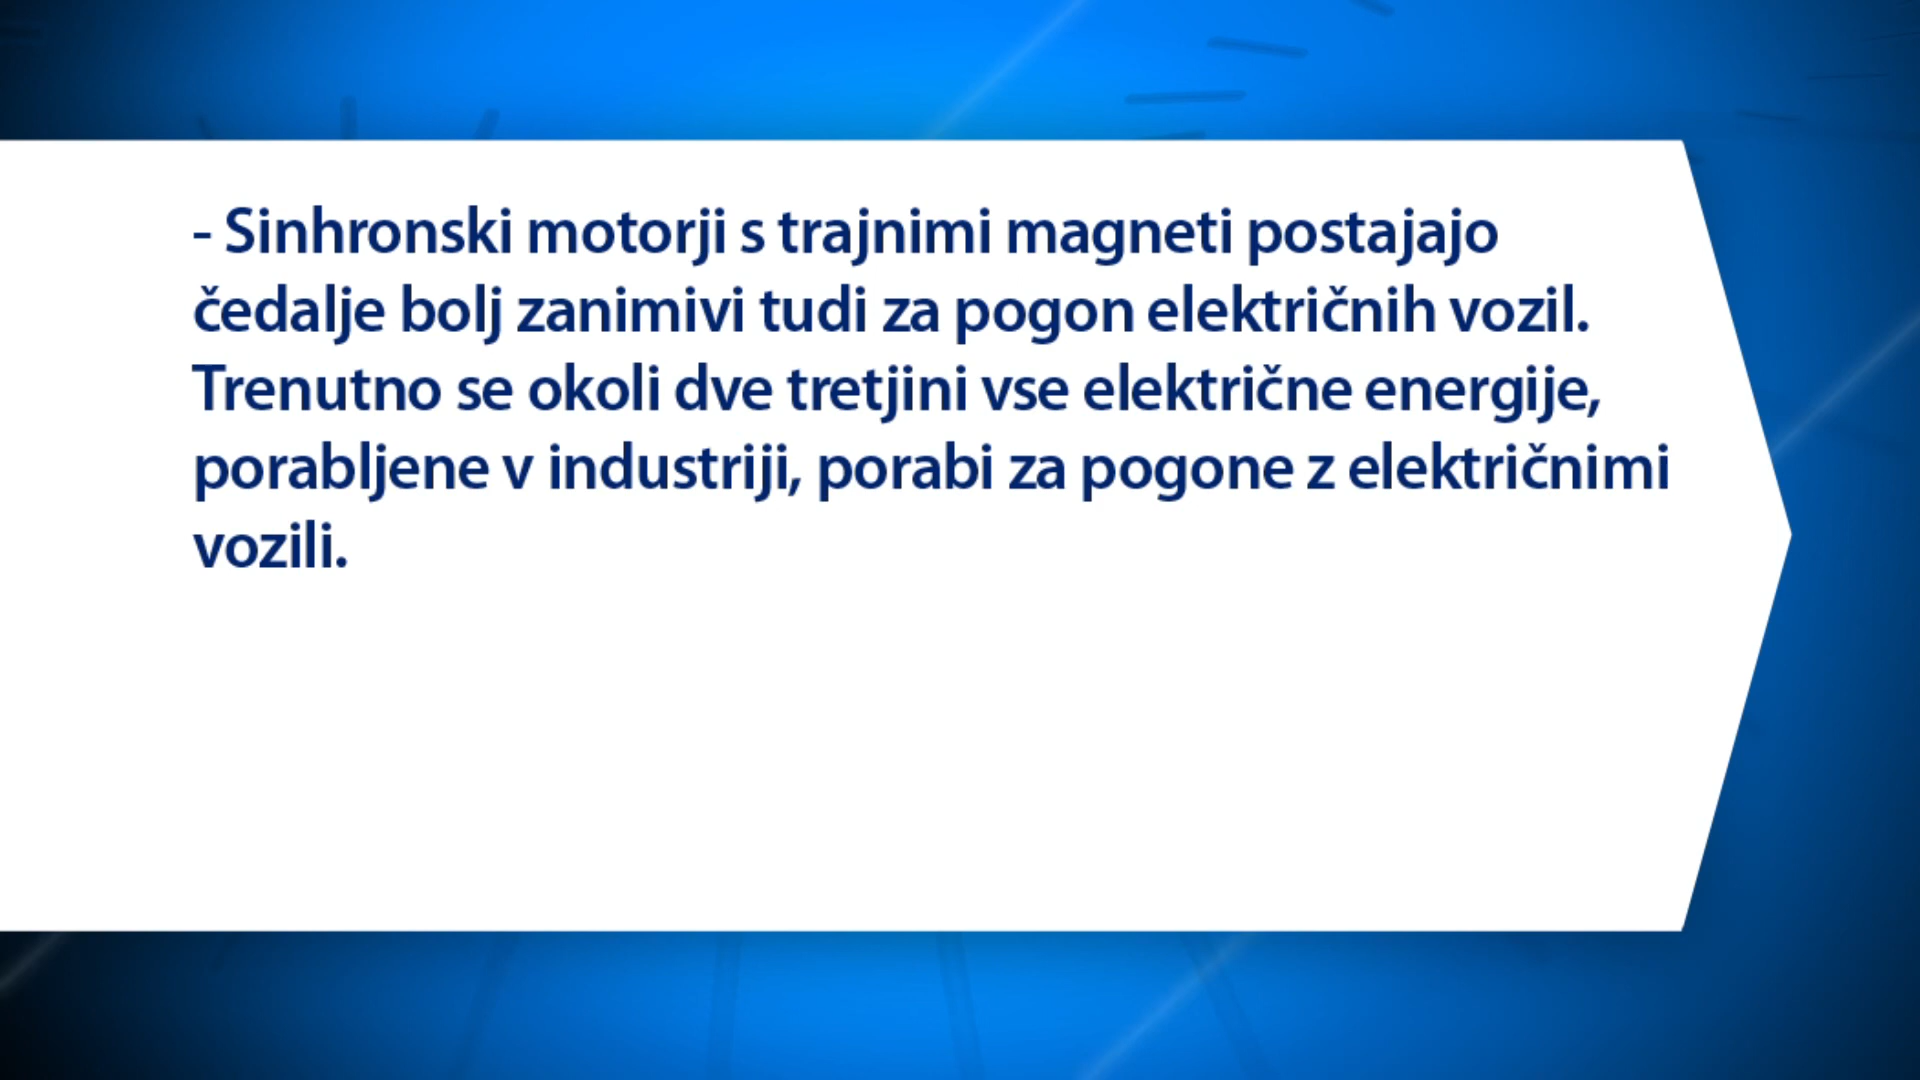 - Sinhronski motorji s trajnimi magneti postajajo
čedalje bolj zanimivi tudi za pogon električnih vozil.
Trenutno se okoli dve tretjini vse električne energije,
porabljene v industriji, porabi za pogone z električnimi
vozili.